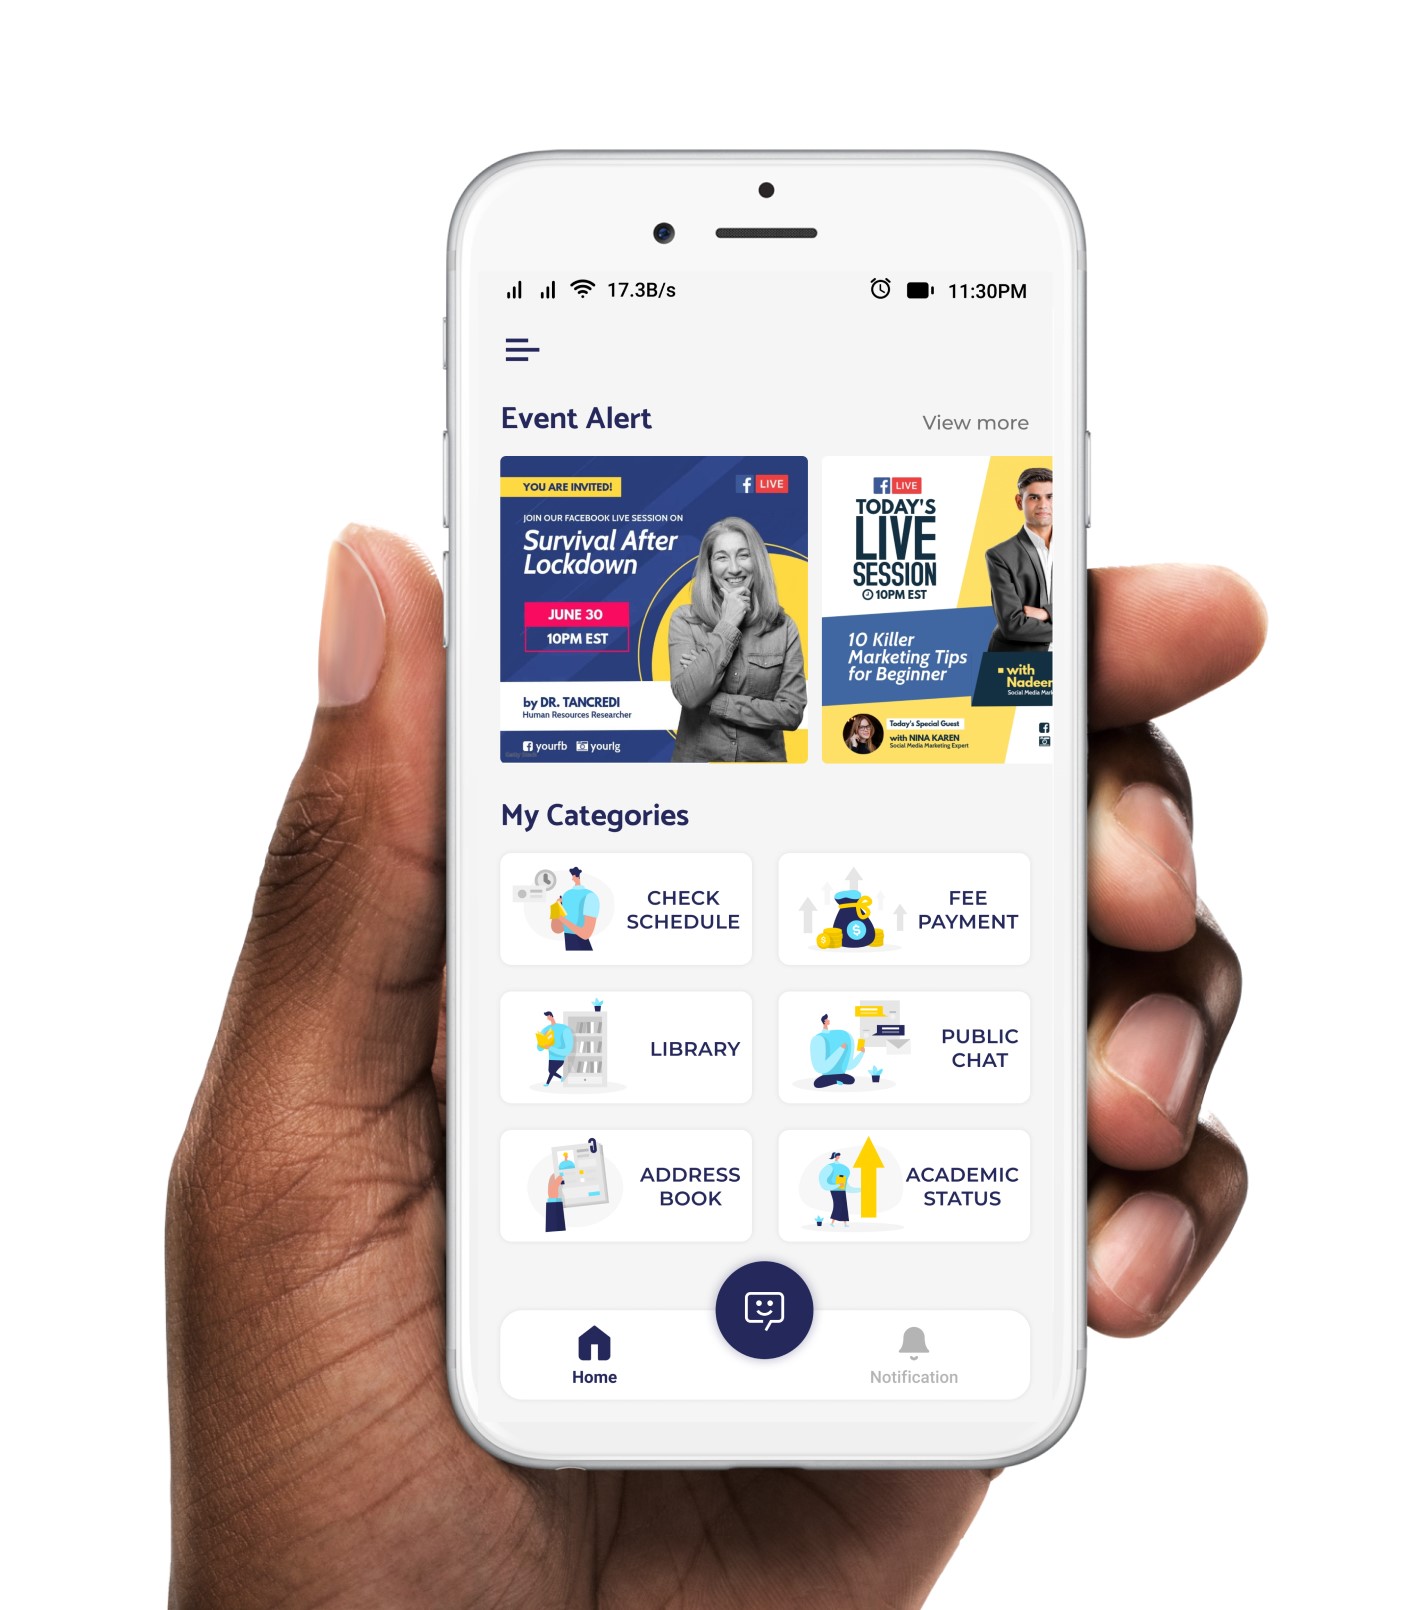 17.3B/s
11:30PM
Event Alert
View more
YOU ARE INVITED!
LIVE
JOIN OUR FACEBOOK LIVE SESSION ON
Survival After
Lockdown
JUNE 30
10PM EST
by DR. TANCREDI
Human Resources Researcher
yourfb
yourIg
LIVE
TODAY'S
LIVE
SESSION
10PM EST
10 Killer
Marketing Tips
for Beginner
with
Nadeer
Social Media Mar
Today's Special Guest
with NINA KAREN
Social Media Marketing Expert
My Categories
CHECK
SCHEDULE
FEE
PAYMENT
LIBRARY
PUBLIC
CHAT
ADDRESS
BOOK
ACADEMIC
STATUS
Home
Notification